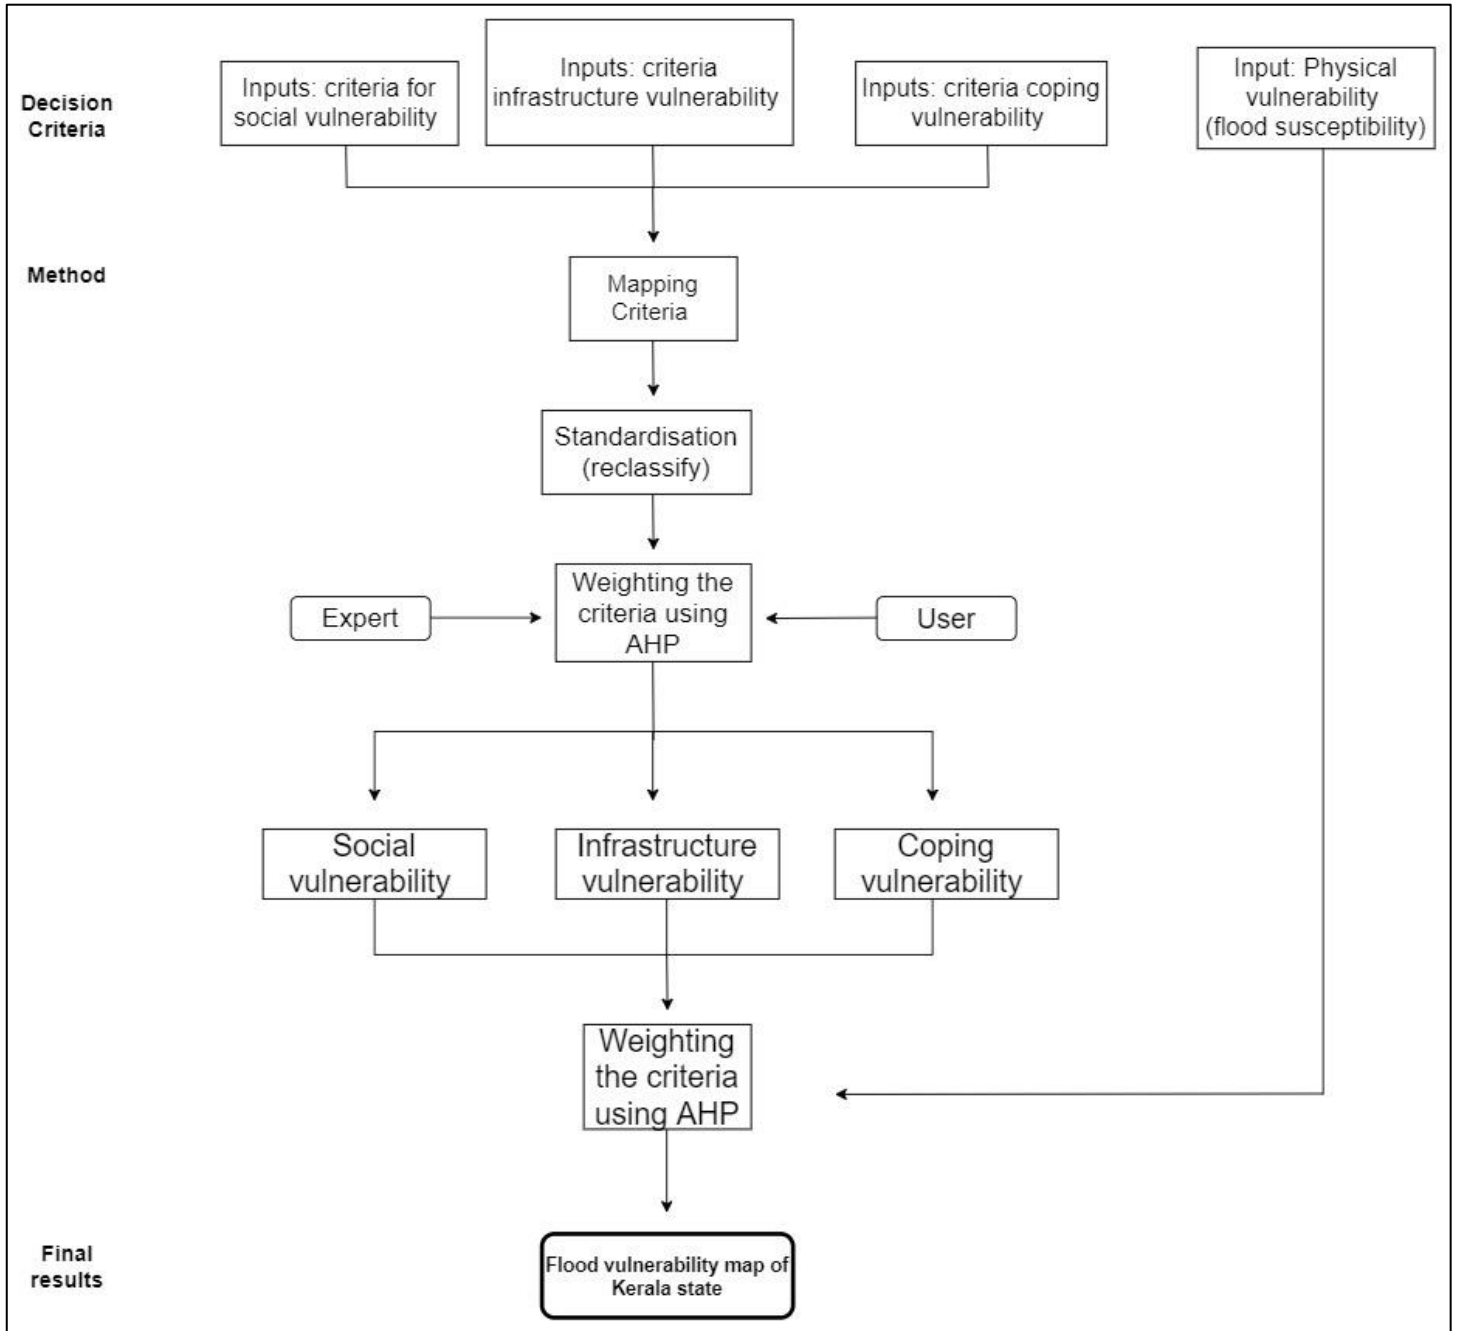 Decision
Criteria
Inputs: criteria for
social vulnerability
Inputs: criteria
infrastructure vulnerability
Inputs: criteria coping
vulnerability
Input: Physical
vulnerability
(flood susceptibility)
Method
Mapping
Criteria
Standardisation
(reclassify)
Expert
Weighting the
criteria using
AHP
User
Social
vulnerability
Infrastructure
vulnerability
Coping
vulnerability
Weighting
the criteria
using AHP
Final
results
Flood vulnerability map of
Kerala state